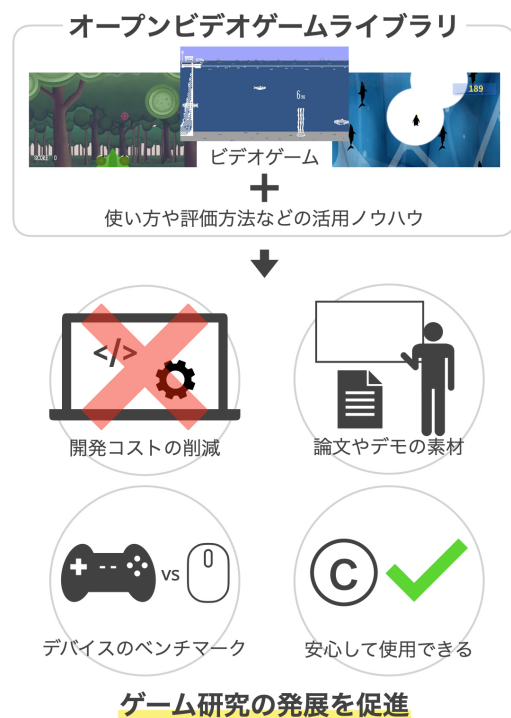 オープンビデオゲームライブラリ
189
6
SCORE 0
ビデオゲーム
+
使い方や評価方法などの活用ノウハウ
</>
開発コストの削減
論文やデモの素材
vs
C
デバイスのベンチマーク
安心して使用できる
ゲーム研究の発展を促進